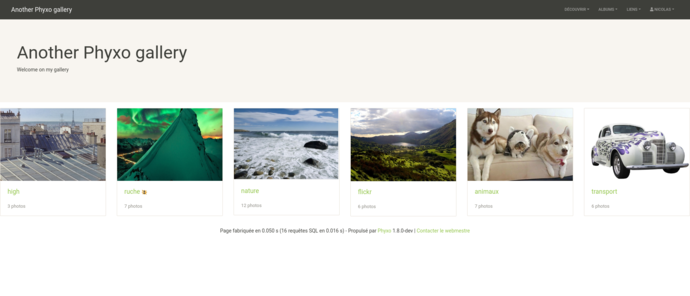 Another Phyxo gallery
DÉCOUVRIR
ALBUMS
LIENS
NICOLAS
Another Phyxo gallery
Welcome on my gallery
high
3 photos
ruche
7 photos
nature
12 photos
flickr
5 photos
animaux
7 photos
transport
8 photos
Page fabriquée en 0.050 s (16 requêtes SQL en 0.016 s) - Propulsé par Phyxo 1.8.0-dev | Contacter le webmestre